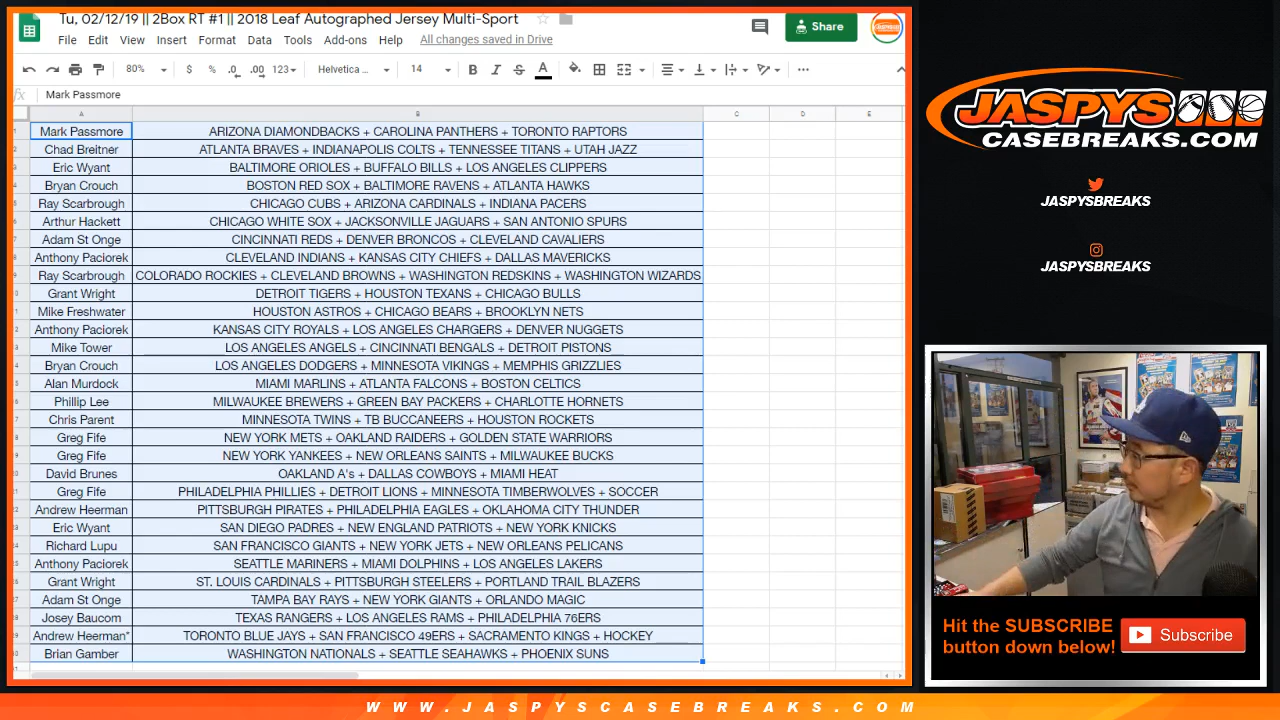 Tu, 02/12/19 || 2Box RT #1 || 2018 Leaf Autographed Jersey Multi-Sport
File Edit View Insert Format Data Tools Add-ons Help All changes saved in Drive
Share
80% $ % .0 .00 123 Helvetica ... 14 B I S A
fx Mark Passmore
A B C D E
Mark Passmore ARIZONA DIAMONDBACKS + CAROLINA PANTHERS + TORONTO RAPTORS
Chad Breitner ATLANTA BRAVES + INDIANAPOLIS COLTS + TENNESSEE TITANS + UTAH JAZZ
Eric Wyant BALTIMORE ORIOLES + BUFFALO BILLS + LOS ANGELES CLIPPERS
Bryan Crouch BOSTON RED SOX + BALTIMORE RAVENS + ATLANTA HAWKS
Ray Scarbrough CHICAGO CUBS + ARIZONA CARDINALS + INDIANA PACERS
Arthur Hackett CHICAGO WHITE SOX + JACKSONVILLE JAGUARS + SAN ANTONIO SPURS
Adam St Onge CINCINNATI REDS + DENVER BRONCOS + CLEVELAND CAVALIERS
Anthony Paciorek CLEVELAND INDIANS + KANSAS CITY CHIEFS + DALLAS MAVERICKS
Ray Scarbrough COLORADO ROCKIES + CLEVELAND BROWNS + WASHINGTON REDSKINS + WASHINGTON WIZARDS
Grant Wright DETROIT TIGERS + HOUSTON TEXANS + CHICAGO BULLS
Mike Freshwater HOUSTON ASTROS + CHICAGO BEARS + BROOKLYN NETS
Anthony Paciorek KANSAS CITY ROYALS + LOS ANGELES CHARGERS + DENVER NUGGETS
Mike Tower LOS ANGELES ANGELS + CINCINNATI BENGALS + DETROIT PISTONS
Bryan Crouch LOS ANGELES DODGERS + MINNESOTA VIKINGS + MEMPHIS GRIZZLIES
Alan Murdock MIAMI MARLINS + ATLANTA FALCONS + BOSTON CELTICS
Phillip Lee MILWAUKEE BREWERS + GREEN BAY PACKERS + CHARLOTTE HORNETS
Chris Parent MINNESOTA TWINS + TB BUCCANEERS + HOUSTON ROCKETS
Greg Fife NEW YORK METS + OAKLAND RAIDERS + GOLDEN STATE WARRIORS
Greg Fife NEW YORK YANKEES + NEW ORLEANS SAINTS + MILWAUKEE BUCKS
David Brunes OAKLAND A's + DALLAS COWBOYS + MIAMI HEAT
Greg Fife PHILADELPHIA PHILLIES + DETROIT LIONS + MINNESOTA TIMBERWOLVES + SOCCER
Andrew Heerman PITTSBURGH PIRATES + PHILADELPHIA EAGLES + OKLAHOMA CITY THUNDER
Eric Wyant SAN DIEGO PADRES + NEW ENGLAND PATRIOTS + NEW YORK KNICKS
Richard Lupu SAN FRANCISCO GIANTS + NEW YORK JETS + NEW ORLEANS PELICANS
Anthony Paciorek SEATTLE MARINERS + MIAMI DOLPHINS + LOS ANGELES LAKERS
Grant Wright ST. LOUIS CARDINALS + PITTSBURGH STEELERS + PORTLAND TRAIL BLAZERS
Adam St Onge TAMPA BAY RAYS + NEW YORK GIANTS + ORLANDO MAGIC
Josey Baucom TEXAS RANGERS + LOS ANGELES RAMS + PHILADELPHIA 76ERS
Andrew Heerman" TORONTO BLUE JAYS + SAN FRANCISCO 49ERS + SACRAMENTO KINGS + HOCKEY
Brian Gamber WASHINGTON NATIONALS + SEATTLE SEAHAWKS + PHOENIX SUNS
JASPYS
CASEBREAKS.COM
JASPYSBREAKS
JASPYSBREAKS
Hit the SUBSCRIBE
button down below!
Subscribe
WWW.JASPYSCASEBREAKS.COM